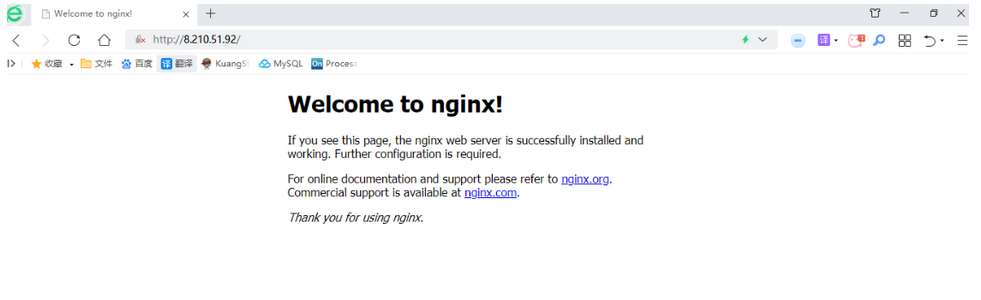 Welcome to nginx!
http://8.210.51.92/
收藏 文件 百度 译 翻译 KuangS MySQL On Process
Welcome to nginx!
If you see this page, the nginx web server is successfully installed and
working. Further configuration is required.
For online documentation and support please refer to nginx.org.
Commercial support is available at nginx.com.
Thank you for using nginx.